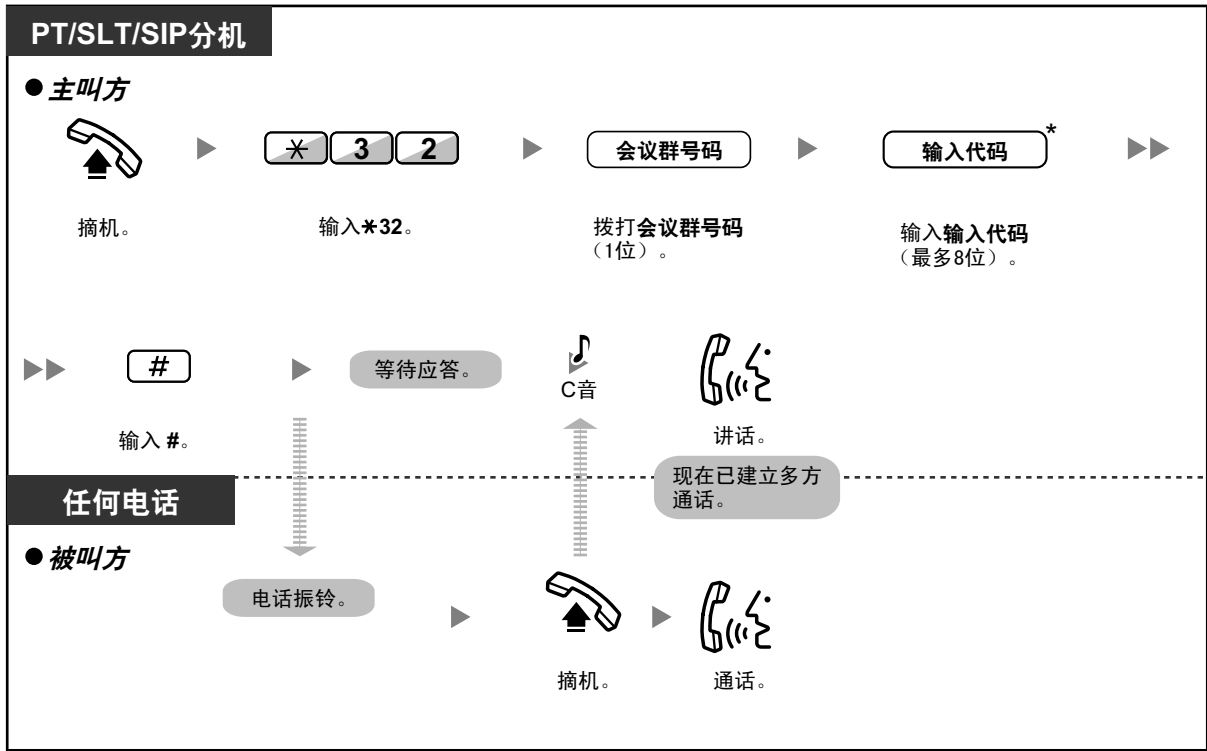 PT/SLT/SIP分机
●主叫方
✳ 3 2
会议群号码
输入代码*
摘机。
输入✳32。
拨打会议群号码
（1位）。
输入输入代码
（最多8位）。
#
等待应答。
C音
输入 #。
讲话。
现在已建立多方
通话。
任何电话
●被叫方
电话振铃。
摘机。
通话。